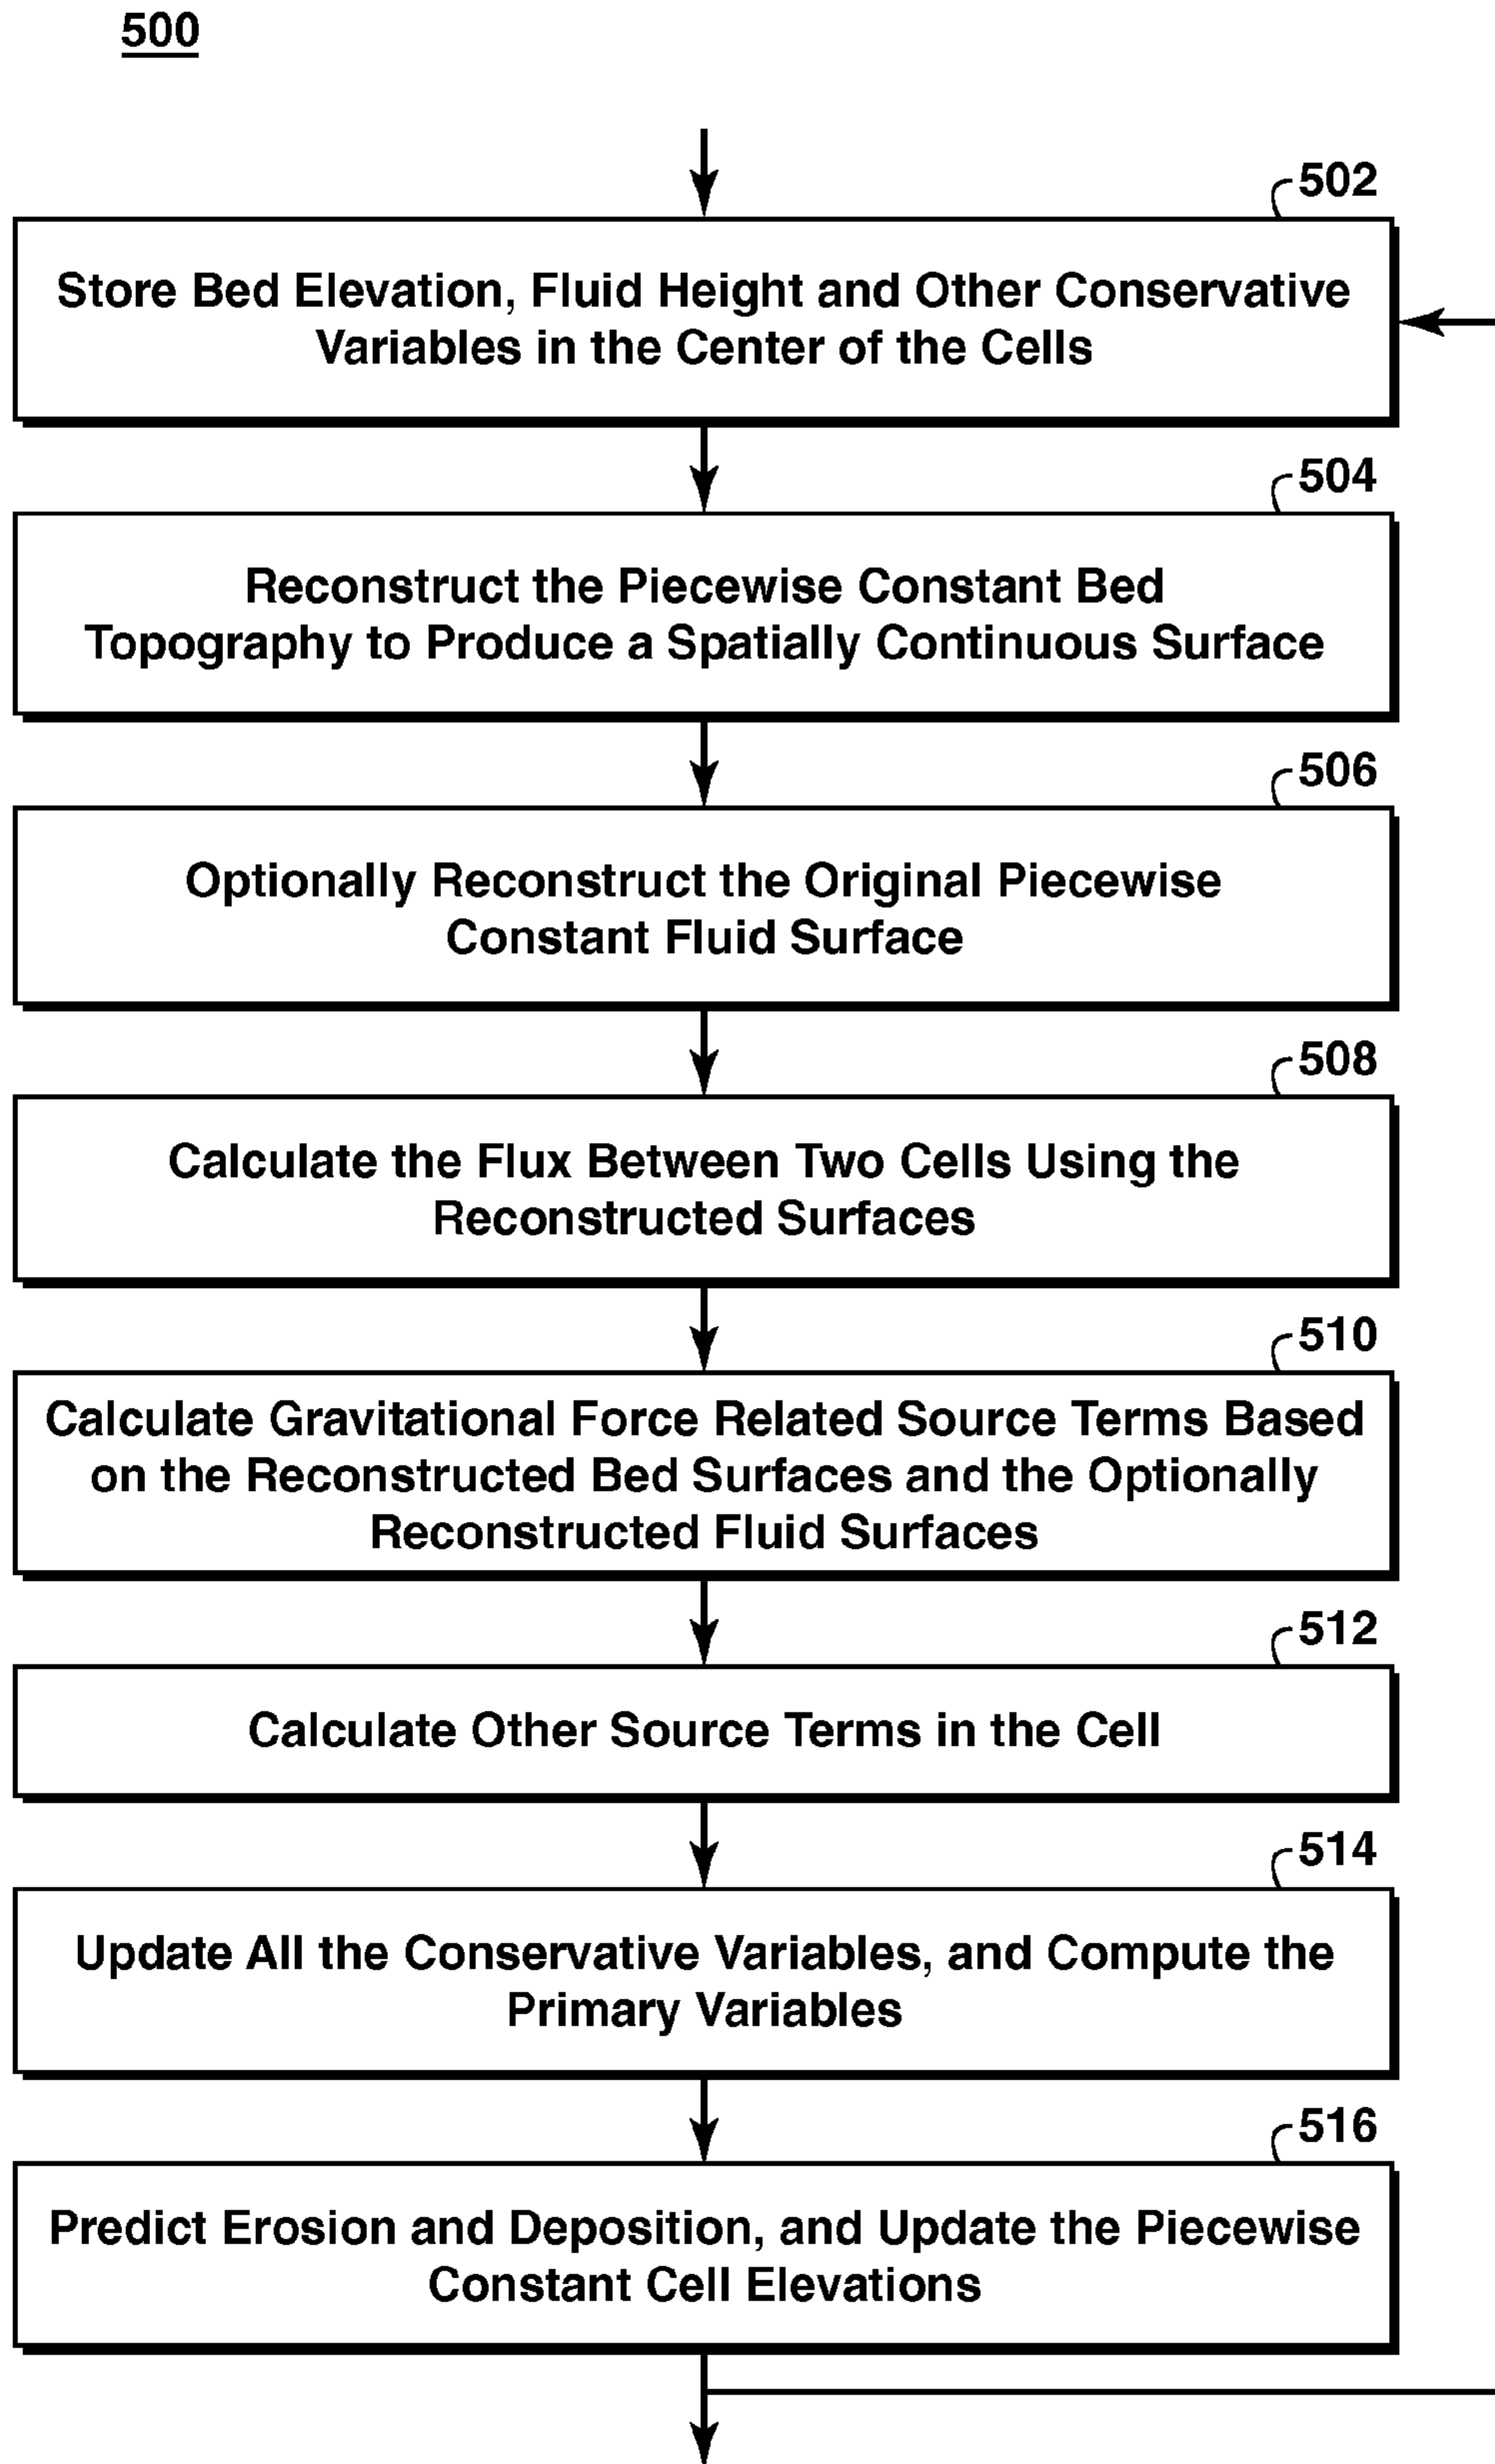 500
502
Store Bed Elevation, Fluid Height and Other Conservative
Variables in the Center of the Cells
504
Reconstruct the Piecewise Constant Bed
Topography to Produce a Spatially Continuous Surface
506
Optionally Reconstruct the Original Piecewise
Constant Fluid Surface
508
Calculate the Flux Between Two Cells Using the
Reconstructed Surfaces
510
Calculate Gravitational Force Related Source Terms Based
on the Reconstructed Bed Surfaces and the Optionally
Reconstructed Fluid Surfaces
512
Calculate Other Source Terms in the Cell
514
Update All the Conservative Variables, and Compute the
Primary Variables
516
Predict Erosion and Deposition, and Update the Piecewise
Constant Cell Elevations